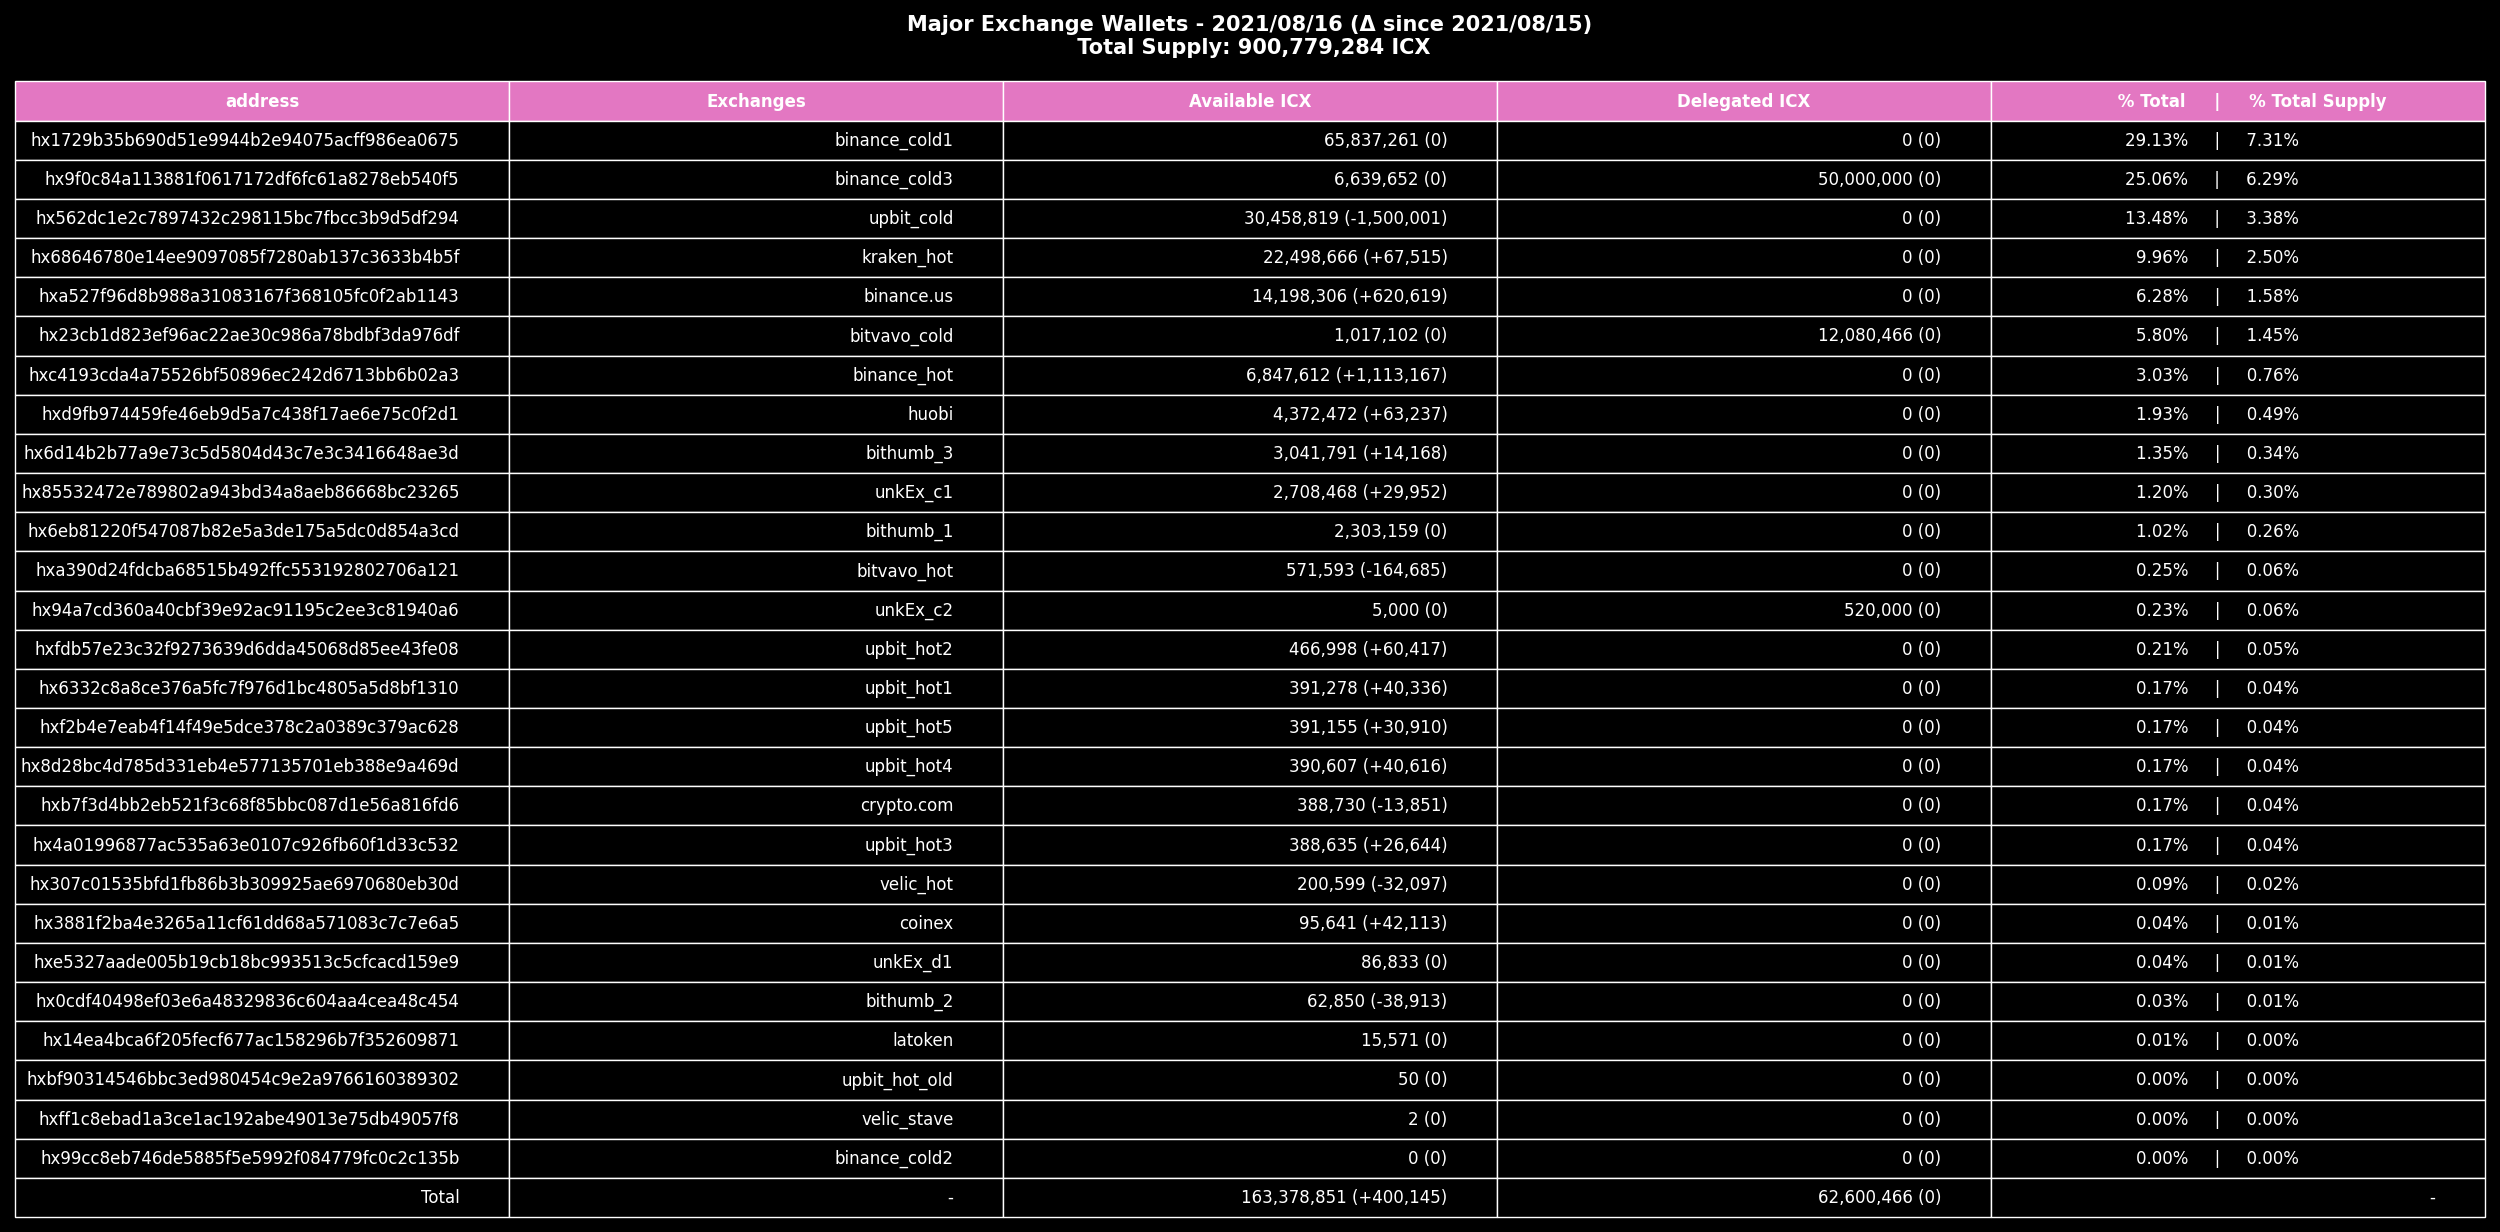 Major Exchange Wallets - 2021/08/16 (Δ since 2021/08/15)
Total Supply: 900,779,284 ICX
address Exchanges Available ICX Delegated ICX % Total | % Total Supply
hx1729b35b690d51e9944b2e94075acff986ea0675 binance_cold1 65,837,261 (0) 0 (0) 29.13% | 7.31%
hx9f0c84a113881f0617172df6fc61a8278eb540f5 binance_cold3 6,639,652 (0) 50,000,000 (0) 25.06% | 6.29%
hx562dc1e2c7897432c298115bc7fbcc3b9d5df294 upbit_cold 30,458,819 (-1,500,001) 0 (0) 13.48% | 3.38%
hx68646780e14ee9097085f7280ab137c3633b4b5f kraken_hot 22,498,666 (+67,515) 0 (0) 9.96% | 2.50%
hxa527f96d8b988a31083167f368105fc0f2ab1143 binance.us 14,198,306 (+620,619) 0 (0) 6.28% | 1.58%
hx23cb1d823ef96ac22ae30c986a78bdbf3da976df bitvavo_cold 1,017,102 (0) 12,080,466 (0) 5.80% | 1.45%
hxc4193cda4a75526bf50896ec242d6713bb6b02a3 binance_hot 6,847,612 (+1,113,167) 0 (0) 3.03% | 0.76%
hxd9fb974459fe46eb9d5a7c438f17ae6e75c0f2d1 huobi 4,372,472 (+63,237) 0 (0) 1.93% | 0.49%
hx6d14b2b77a9e73c5d5804d43c7e3c3416648ae3d bithumb_3 3,041,791 (+14,168) 0 (0) 1.35% | 0.34%
hx85532472e789802a943bd34a8aeb86668bc23265 unkEx_c1 2,708,468 (+29,952) 0 (0) 1.20% | 0.30%
hx6eb81220f547087b82e5a3de175a5dc0d854a3cd bithumb_1 2,303,159 (0) 0 (0) 1.02% | 0.26%
hxa390d24fdcba68515b492ffc553192802706a121 bitvavo_hot 571,593 (-164,685) 0 (0) 0.25% | 0.06%
hx94a7cd360a40cbf39e92ac91195c2ee3c81940a6 unkEx_c2 5,000 (0) 520,000 (0) 0.23% | 0.06%
hxfdb57e23c32f9273639d6dda45068d85ee43fe08 upbit_hot2 466,998 (+60,417) 0 (0) 0.21% | 0.05%
hx6332c8a8ce376a5fc7f976d1bc4805a5d8bf1310 upbit_hot1 391,278 (+40,336) 0 (0) 0.17% | 0.04%
hxf2b4e7eab4f14f49e5dce378c2a0389c379ac628 upbit_hot5 391,155 (+30,910) 0 (0) 0.17% | 0.04%
hx8d28bc4d785d331eb4e577135701eb388e9a469d upbit_hot4 390,607 (+40,616) 0 (0) 0.17% | 0.04%
hxb7f3d4bb2eb521f3c68f85bbc087d1e56a816fd6 crypto.com 388,730 (-13,851) 0 (0) 0.17% | 0.04%
hx4a01996877ac535a63e0107c926fb60f1d33c532 upbit_hot3 388,635 (+26,644) 0 (0) 0.17% | 0.04%
hx307c01535bfd1fb86b3b309925ae6970680eb30d velic_hot 200,599 (-32,097) 0 (0) 0.09% | 0.02%
hx3881f2ba4e3265a11cf61dd68a571083c7c7e6a5 coinex 95,641 (+42,113) 0 (0) 0.04% | 0.01%
hxe5327aade005b19cb18bc993513c5cfcacd159e9 unkEx_d1 86,833 (0) 0 (0) 0.04% | 0.01%
hx0cdf40498ef03e6a48329836c604aa4cea48c454 bithumb_2 62,850 (-38,913) 0 (0) 0.03% | 0.01%
hx14ea4bca6f205fecf677ac158296b7f352609871 latoken 15,571 (0) 0 (0) 0.01% | 0.00%
hxbf90314546bbc3ed980454c9e2a9766160389302 upbit_hot_old 50 (0) 0 (0) 0.00% | 0.00%
hxff1c8ebad1a3ce1ac192abe49013e75db49057f8 velic_stave 2 (0) 0 (0) 0.00% | 0.00%
hx99cc8eb746de5885f5e5992f084779fc0c2c135b binance_cold2 0 (0) 0 (0) 0.00% | 0.00%
Total - 163,378,851 (+400,145) 62,600,466 (0) -